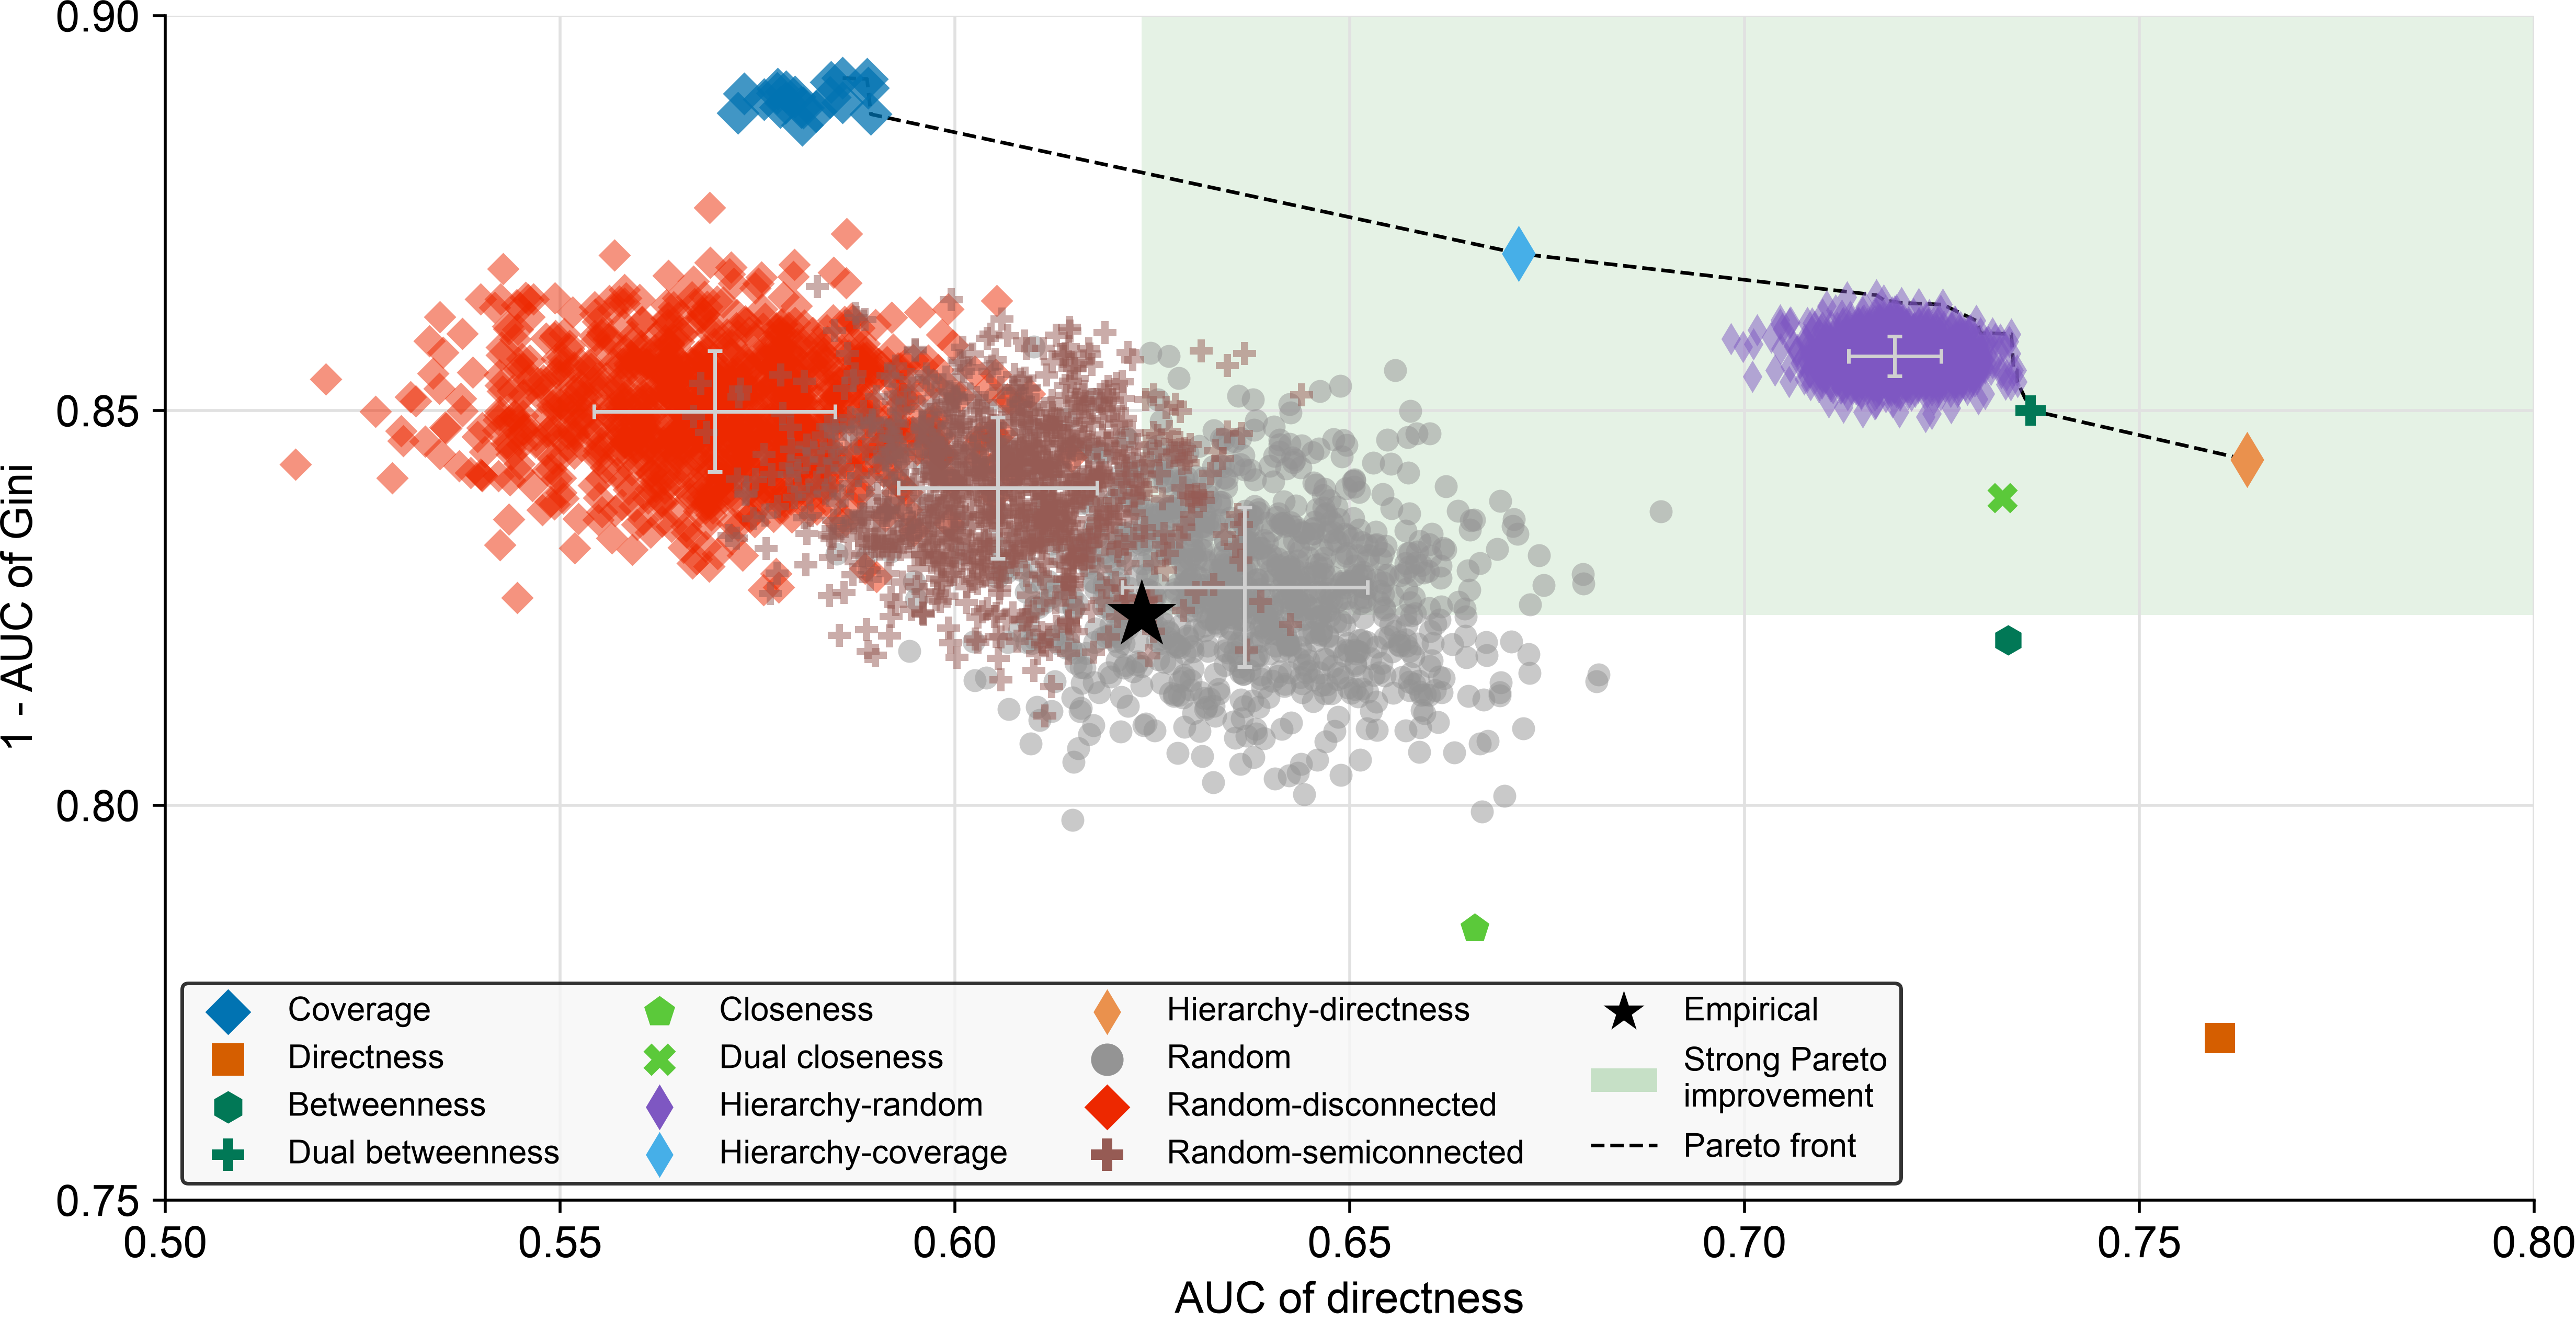 0.90
0.85
0.80
0.75
1 - AUC of Gini
Coverage
Directness
Betweenness
Dual betweenness
Closeness
Dual closeness
Hierarchy-random
Hierarchy-coverage
Hierarchy-directness
Random
Random-disconnected
Random-semiconnected
Empirical
Strong Pareto
improvement
Pareto front
0.50
0.55
0.60
0.65
0.70
0.75
0.80
AUC of directness